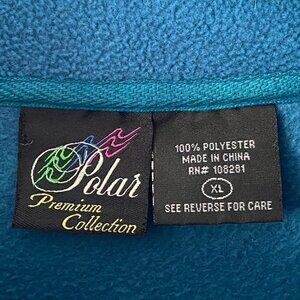 Polar
Premium
Collection
100% POLYESTER
MADE IN CHINA
RN# 108281
XL
SEE REVERSE FOR CARE